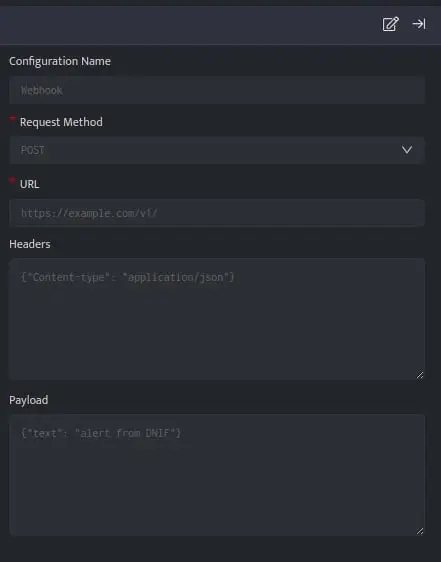 Configuration Name
Webhook
* Request Method
POST
* URL
https://example.com/v1/
Headers
{"Content-type": "application/json"}
Payload
{"text": "alert from DNIF"}